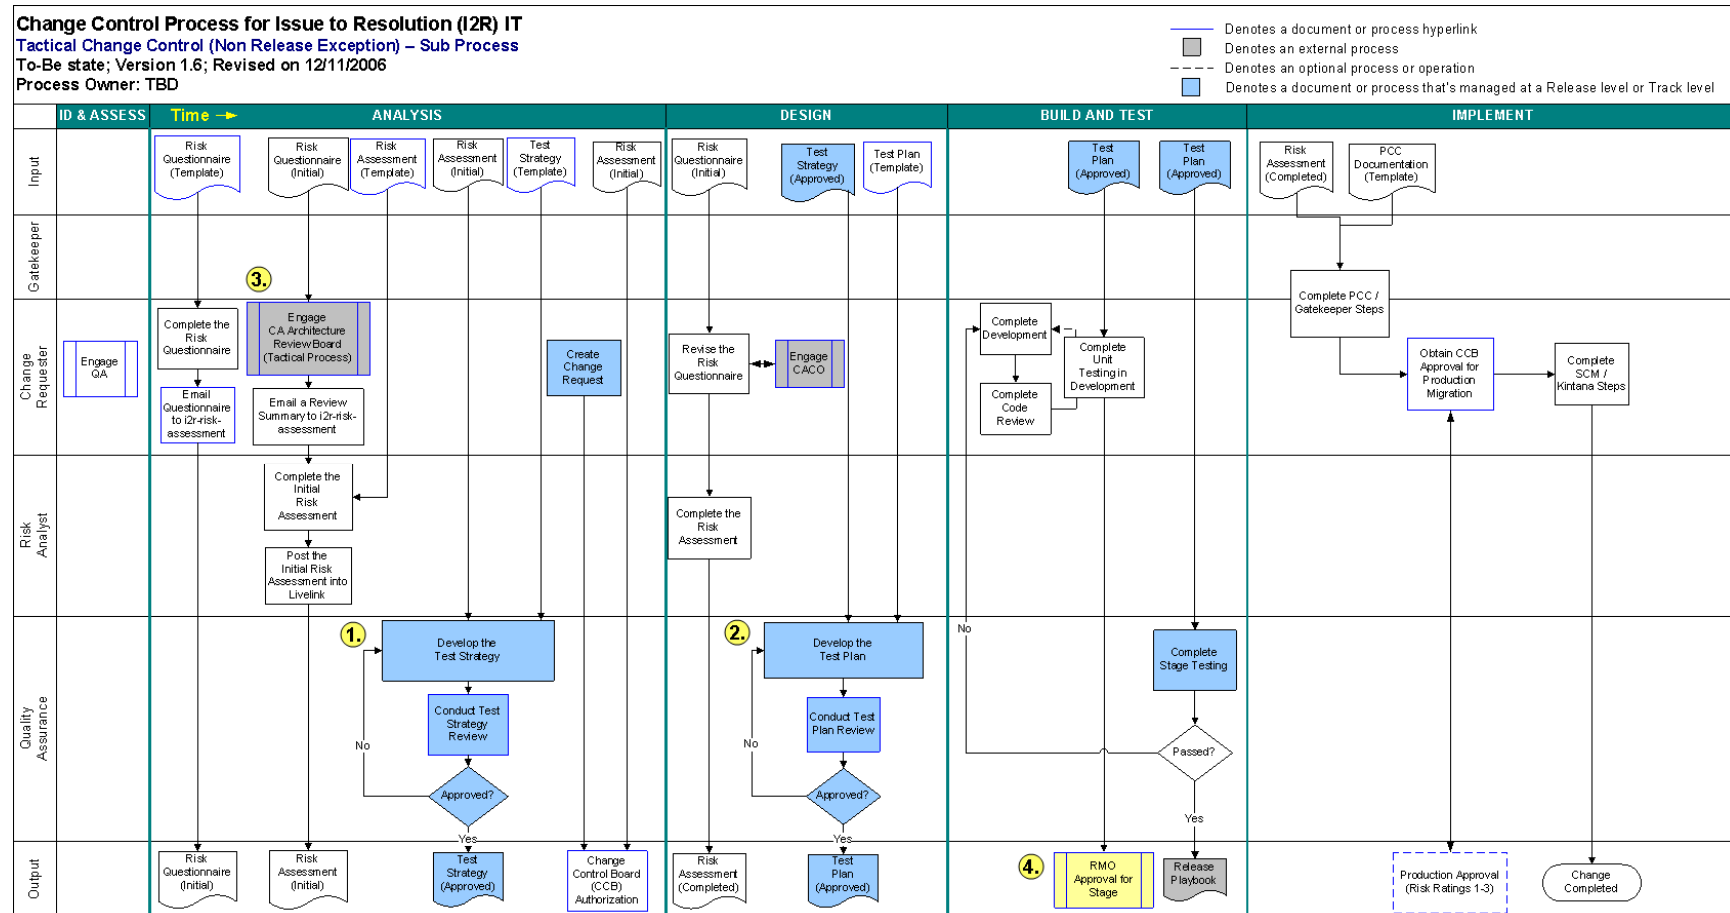 Change Control Process for Issue to Resolution (I2R) IT
Tactical Change Control (Non Release Exception) – Sub Process
To-Be state; Version 1.6; Revised on 12/11/2006
Process Owner: TBD
Denotes a document or process hyperlink
Denotes an external process
Denotes an optional process or operation
Denotes a document or process that's managed at a Release level or Track level
ID & ASSESS
Time
ANALYSIS
DESIGN
BUILD AND TEST
IMPLEMENT
Input
Risk
Questionnaire
(Template)
Risk
Questionnaire
(Initial)
Risk
Assessment
(Template)
Risk
Assessment
(Initial)
Test
Strategy
(Template)
Risk
Assessment
(Initial)
Risk
Questionnaire
(Initial)
Test
Strategy
(Approved)
Test Plan
(Template)
Test
Plan
(Approved)
Test
Plan
(Approved)
Risk
Assessment
(Completed)
PCC
Documentation
(Template)
Gatekeeper
3.
Complete PCC /
Gatekeeper Steps
Change
Requester
Engage
QA
Complete the
Risk
Questionnaire
Email
Questionnaire
to i2r-risk-
assessment
Engage
CA Architecture
Review Board
(Tactical Process)
Email a Review
Summary to i2r-risk-
assessment
Create
Change
Request
Revise the
Risk
Questionnaire
Engage
CACO
Complete
Development
Complete
Unit
Testing in
Development
Complete
Code
Review
Obtain CCB
Approval for
Production
Migration
Complete
SCM /
Kintana Steps
Risk
Analyst
Complete the
Initial
Risk
Assessment
Post the
Initial Risk
Assessment into
Livelink
Complete the
Risk
Assessment
Quality
Assurance
1.
Develop the
Test Strategy
Conduct Test
Strategy
Review
No
Approved?
Yes
2.
Develop the
Test Plan
Conduct Test
Plan Review
No
Approved?
Yes
No
Complete
Stage Testing
Passed?
Yes
Output
Risk
Questionnaire
(Initial)
Risk
Assessment
(Initial)
Test
Strategy
(Approved)
Change
Control Board
(CCB)
Authorization
Risk
Assessment
(Completed)
Test
Plan
(Approved)
4.
RMO
Approval for
Stage
Release
Playbook
Production Approval
(Risk Ratings 1-3)
Change
Completed